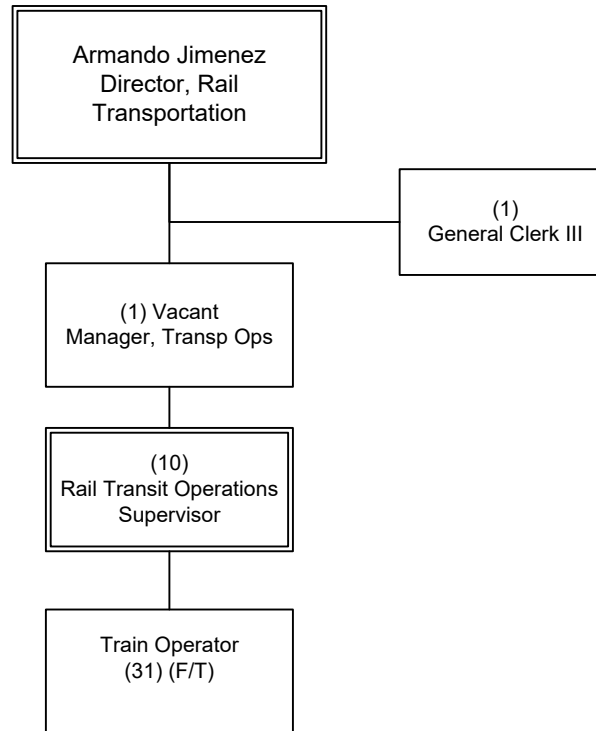 Armando Jimenez
Director, Rail
Transportation
(1)
General Clerk III
(1) Vacant
Manager, Transp Ops
(10)
Rail Transit Operations
Supervisor
Train Operator
(31) (F/T)